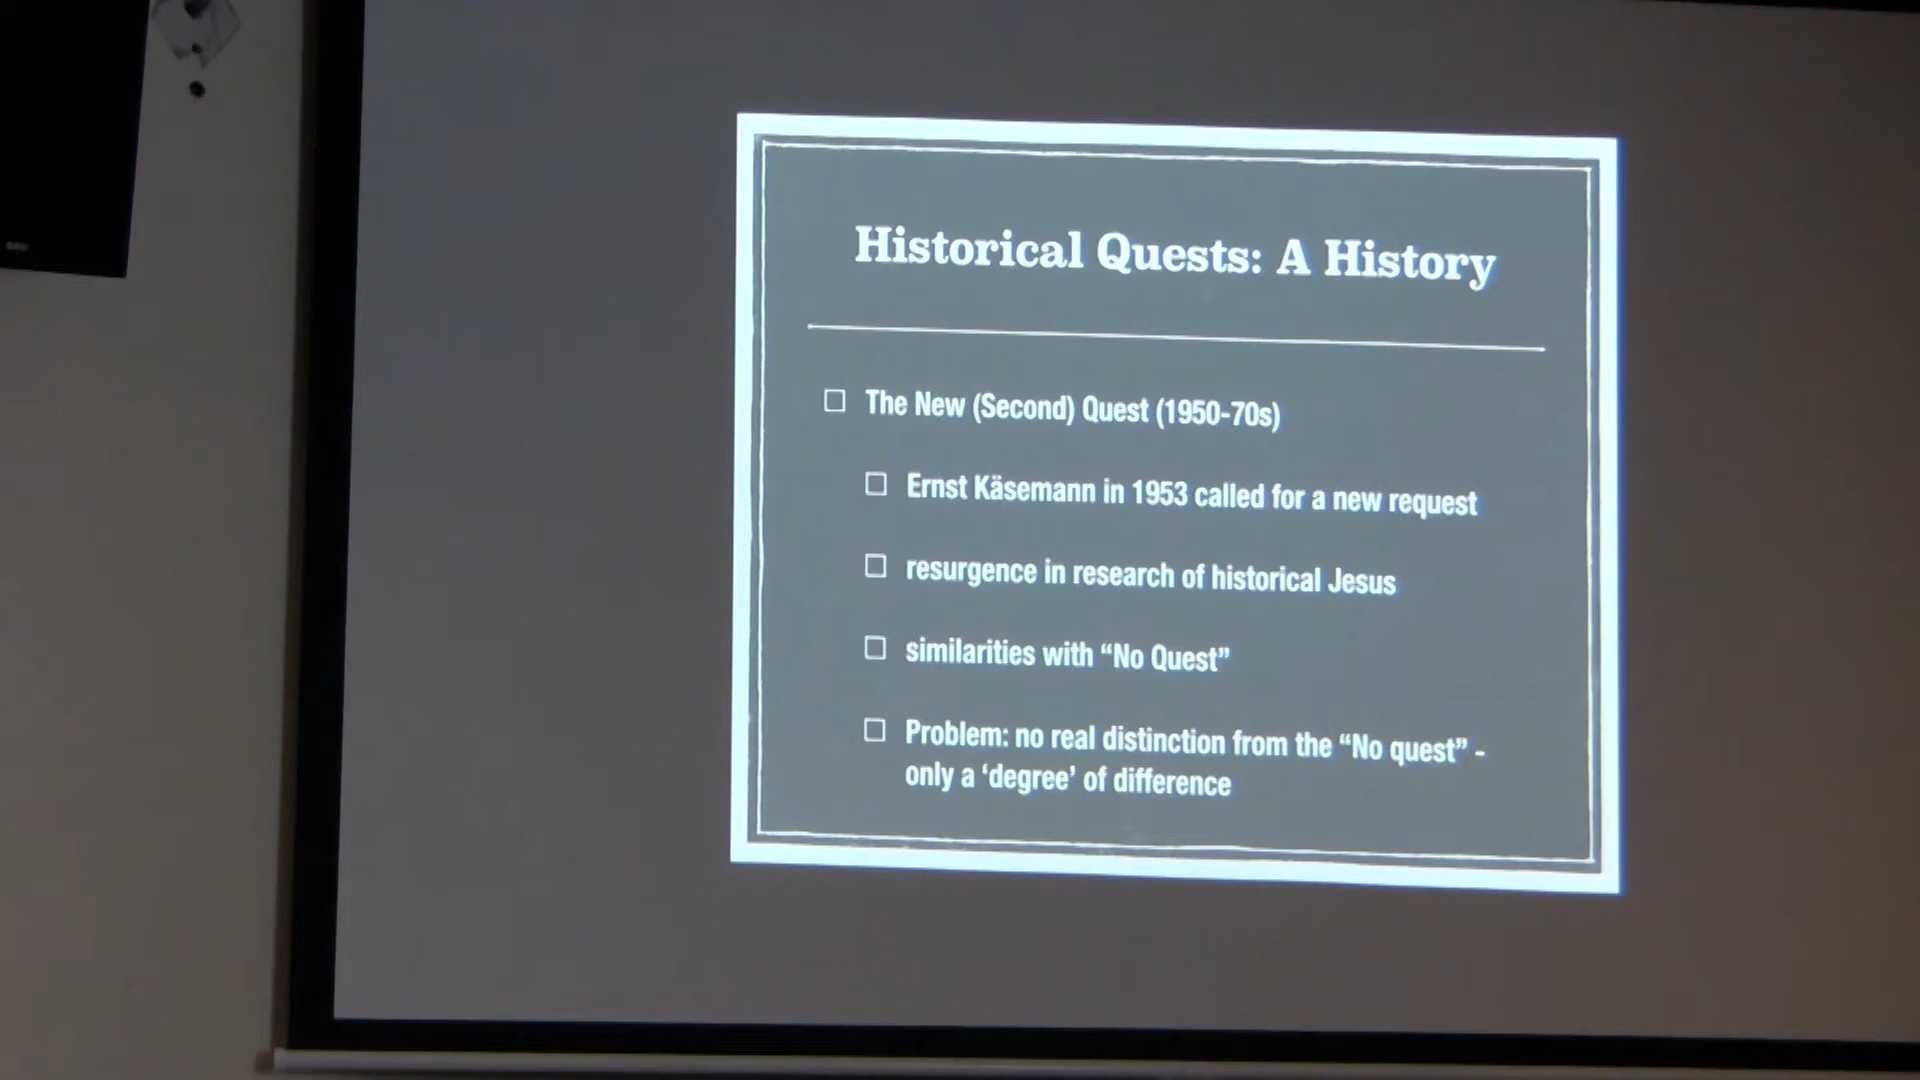 Historical Quests: A History
The New (Second) Quest (1950-70s)
Ernst Käsemann in 1953 called for a new request
resurgence in research of historical Jesus
similarities with “No Quest”
Problem: no real distinction from the “No quest” -
only a ‘degree’ of difference